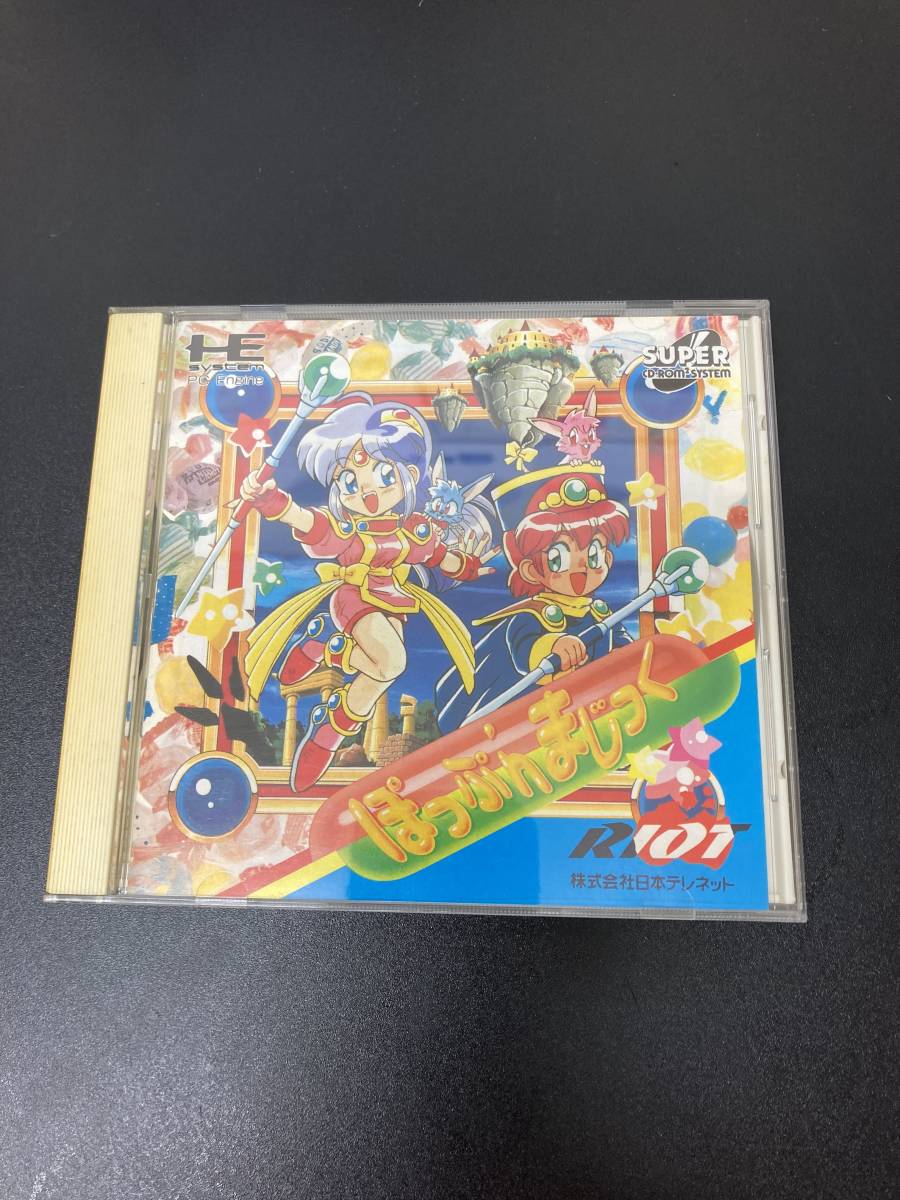 HE
system
PC Engine
SUPER
CD-ROM² SYSTEM
ぽっぷるまじっく
RIOT
株式会社日本テレネット